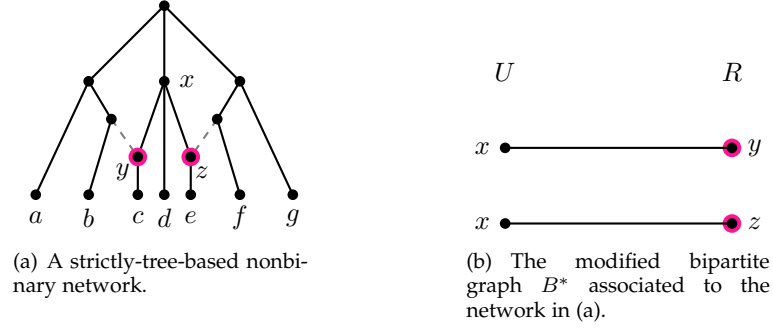 x
y
z
a
b
c
d
e
f
g
(a) A strictly-tree-based nonbi-
nary network.
U
R
x
y
x
z
(b) The modified bipartite
graph B* associated to the
network in (a).